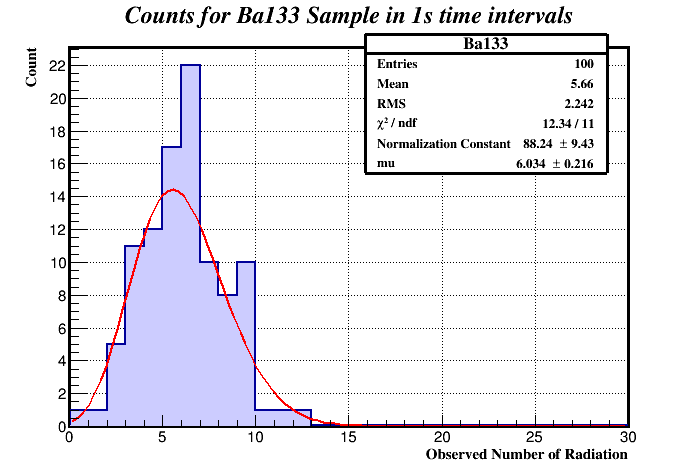 Counts for Ba133 Sample in 1s time intervals
Count
Ba133
Entries 100
Mean 5.66
RMS 2.242
χ² / ndf 12.34 / 11
Normalization Constant 88.24 ± 9.43
mu 6.034 ± 0.216
22
20
18
16
14
12
10
8
6
4
2
0
0 5 10 15 20 25 30
Observed Number of Radiation